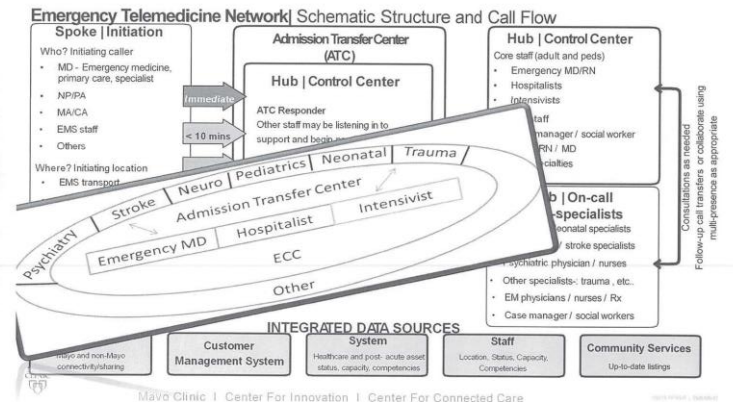 Emergency Telemedicine Network| Schematic Structure and Call Flow
Spoke | Initiation
Who? Initiating caller
• MD - Emergency medicine,
primary care, specialist
• NP/PA
• MA/CA
• EMS staff
• Others
Where? Initiating location
• EMS transport
Immediate
< 10 mins
Admission Transfer Center
(ATC)
Hub | Control Center
ATC Responder
Other staff may be listening in to
support and begin
Hub | Control Center
Core staff (adult and peds)
• Emergency MD/RN
• Hospitalists
• Intensivists
taff
manager / social worker
RN / MD
On-call
-specialists
eonatal specialists
/ stroke specialists
Psychiatric physician / nurses
• Other specialists-: trauma , etc..
• EM physicians / nurses / Rx
• Case manager / social workers
Consultations as needed
Follow-up call transfers or collaborate using
multi-presence as appropriate
Psychiatry Stroke Neuro Pediatrics Neonatal Trauma
Admission Transfer Center
Emergency MD Hospitalist Intensivist
ECC
Other
INTEGRATED DATA SOURCES
Mayo and non-Mayo
connectivity/sharing
Customer
Management System
System
Healthcare and post- acute asset
status, capacity, competencies
Staff
Location, Status, Capacity,
Competencies
Community Services
Up-to-date listings
Mayo Clinic | Center For Innovation | Center For Connected Care